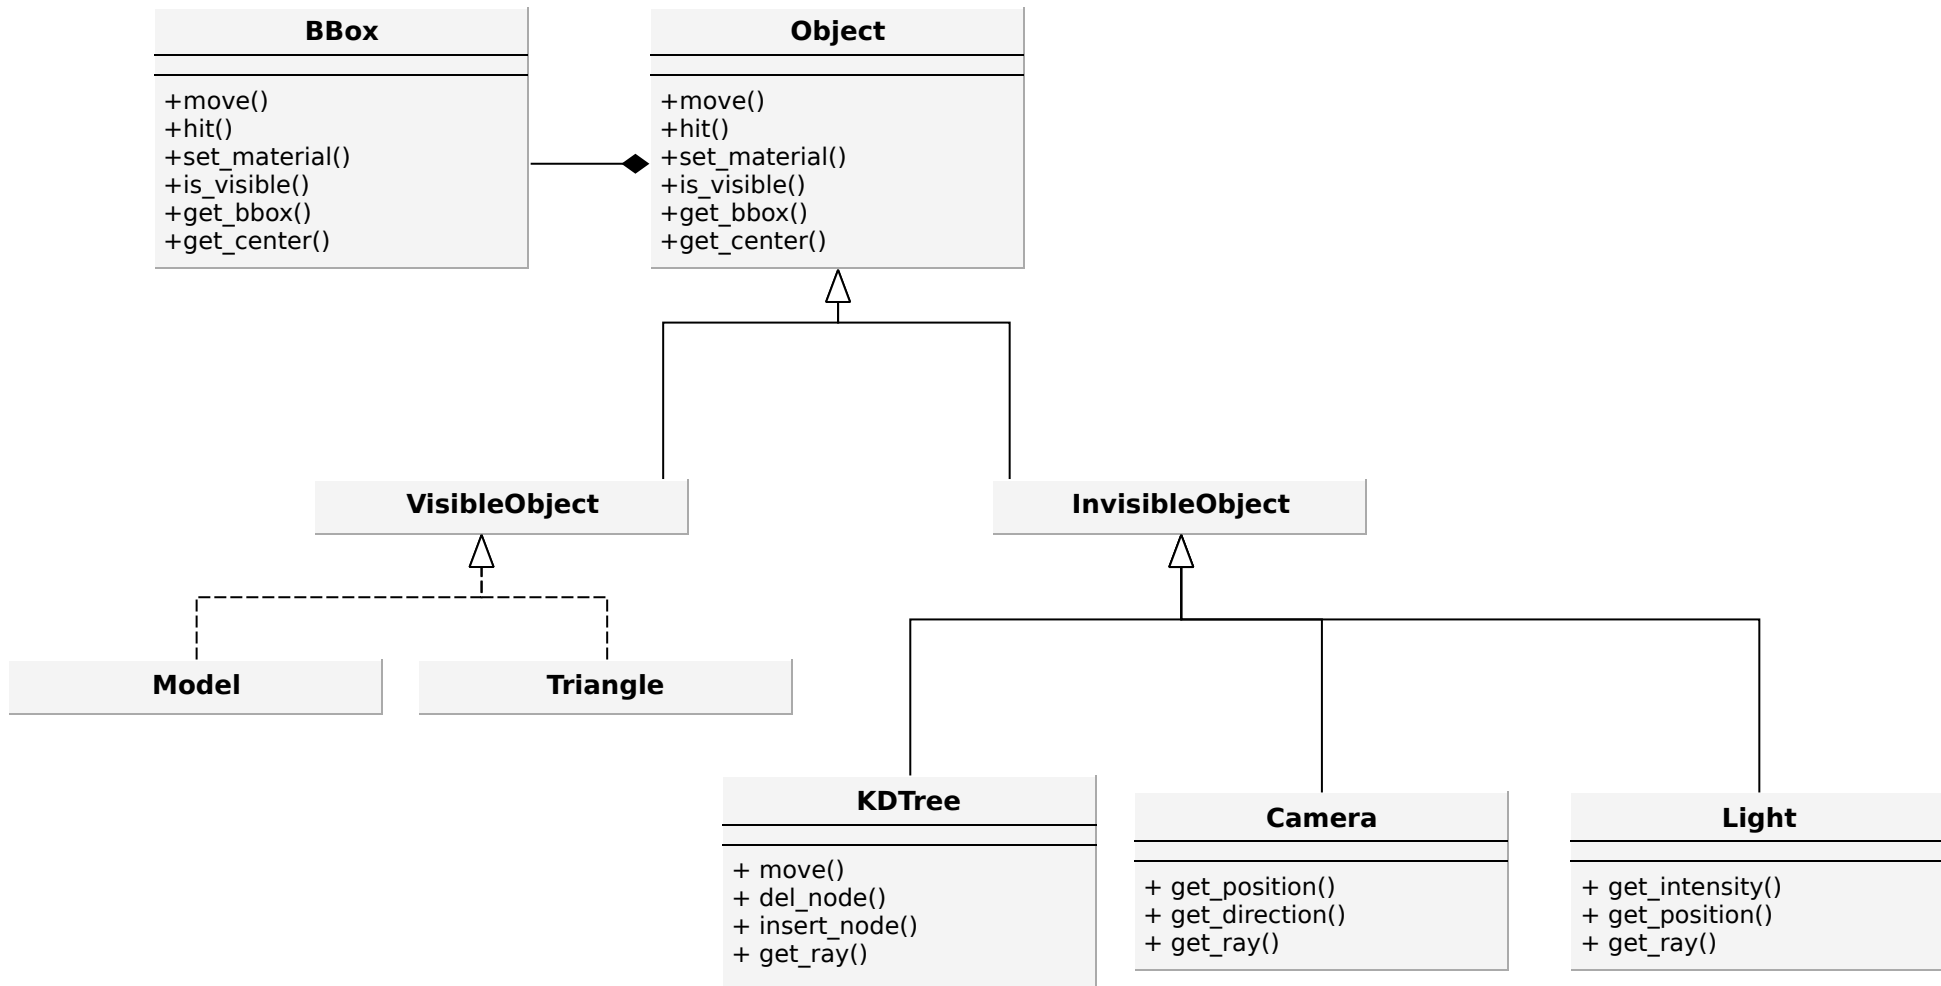 BBox
+move()
+hit()
+set_material()
+is_visible()
+get_bbox()
+get_center()
Object
+move()
+hit()
+set_material()
+is_visible()
+get_bbox()
+get_center()
VisibleObject
InvisibleObject
Model
Triangle
KDTree
+ move()
+ del_node()
+ insert_node()
+ get_ray()
Camera
+ get_position()
+ get_direction()
+ get_ray()
Light
+ get_intensity()
+ get_position()
+ get_ray()